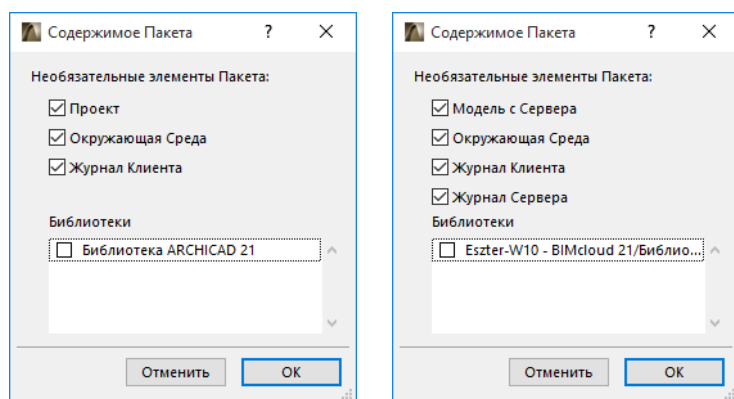 Содержимое Пакета ?
Необязательные элементы Пакета:
Проект
Окружающая Среда
Журнал Клиента
Библиотеки
Библиотека ARCHICAD 21
Отменить
OK
Содержимое Пакета ?
Необязательные элементы Пакета:
Модель с Сервера
Окружающая Среда
Журнал Клиента
Журнал Сервера
Библиотеки
Eszter-W10 - BIMcloud 21/Библио...
Отменить
OK